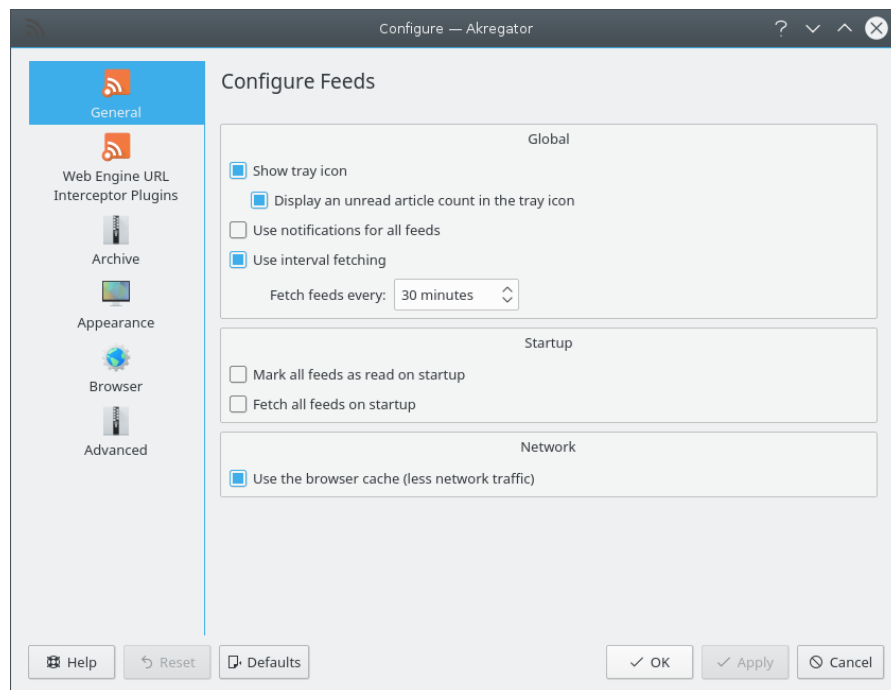 Configure — Akregator
General
Web Engine URL
Interceptor Plugins
Archive
Appearance
Browser
Advanced
Configure Feeds
Global
Show tray icon
Display an unread article count in the tray icon
Use notifications for all feeds
Use interval fetching
Fetch feeds every: 30 minutes
Startup
Mark all feeds as read on startup
Fetch all feeds on startup
Network
Use the browser cache (less network traffic)
Help Reset Defaults OK Apply Cancel